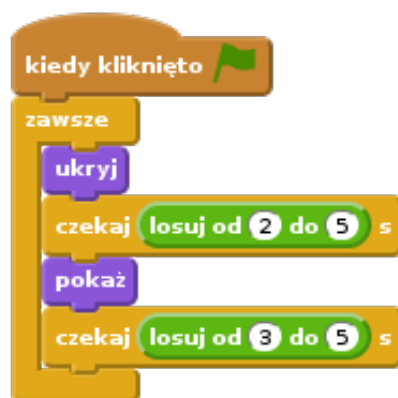 kiedy kliknięto
zawsze
ukryj
czekaj losuj od 2 do 5 s
pokaż
czekaj losuj od 3 do 5 s